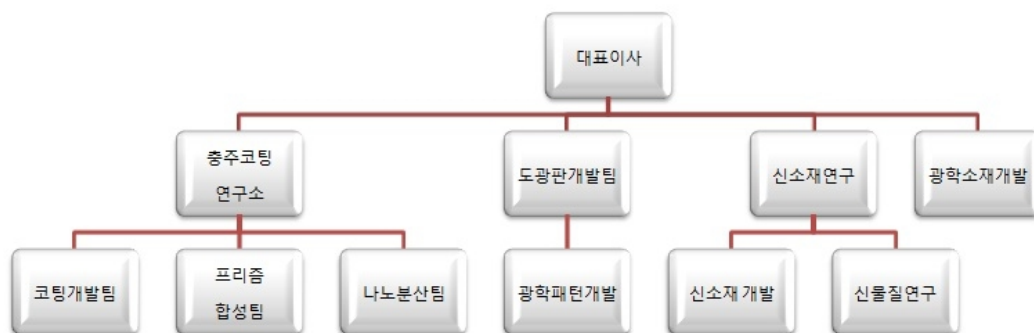 대표이사
충주코팅
연구소
도광판개발팀
신소재연구
광학소재개발
코팅개발팀
프리즘
합성팀
나노분산팀
광학패턴개발
신소재 개발
신물질연구